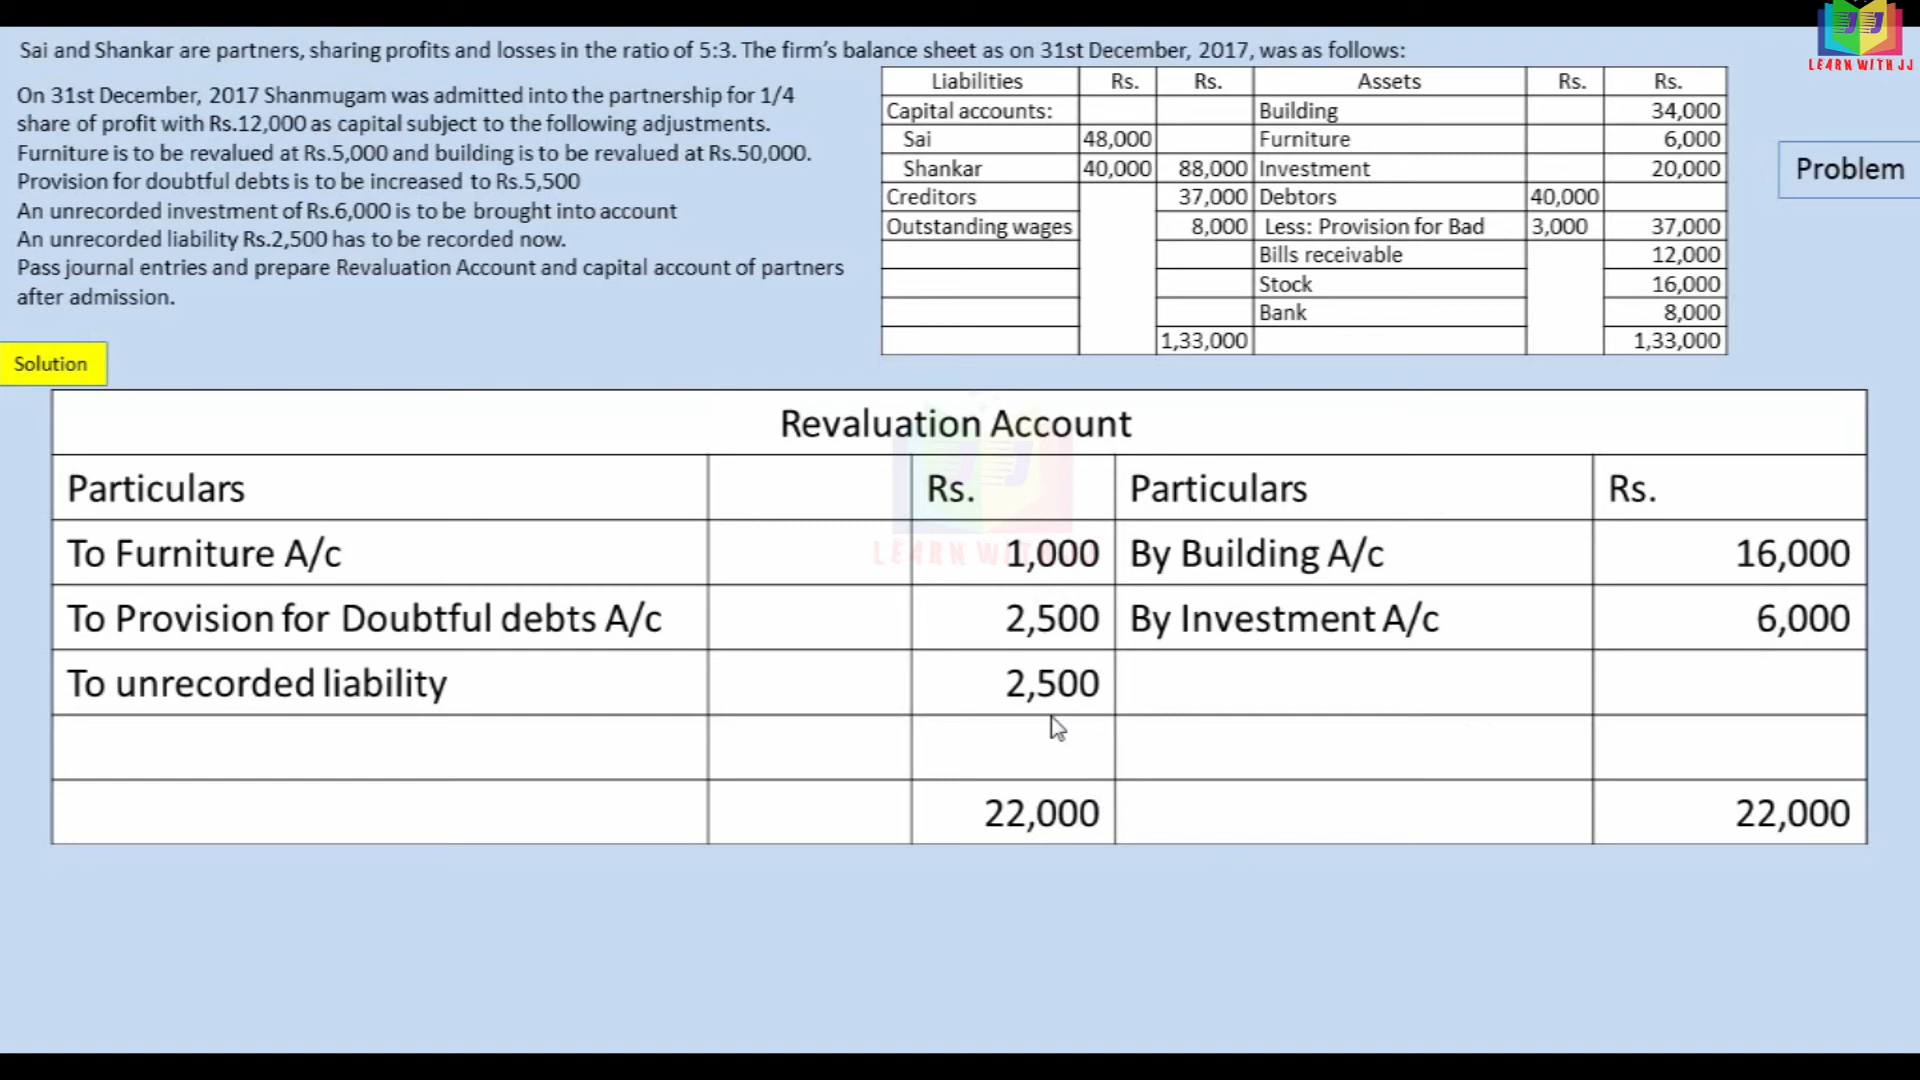 LEARN WITH JJ
Sai and Shankar are partners, sharing profits and losses in the ratio of 5:3. The firm's balance sheet as on 31st December, 2017, was as follows:
On 31st December, 2017 Shanmugam was admitted into the partnership for 1/4
share of profit with Rs.12,000 as capital subject to the following adjustments.
Furniture is to be revalued at Rs.5,000 and building is to be revalued at Rs.50,000.
Provision for doubtful debts is to be increased to Rs.5,500
An unrecorded investment of Rs.6,000 is to be brought into account
An unrecorded liability Rs.2,500 has to be recorded now.
Pass journal entries and prepare Revaluation Account and capital account of partners
after admission.
Liabilities Rs. Rs. Assets Rs. Rs.
Capital accounts: Building 34,000
Sai 48,000 Furniture 6,000
Shankar 40,000 88,000 Investment 20,000
Creditors 37,000 Debtors 40,000
Outstanding wages 8,000 Less: Provision for Bad 3,000 37,000
Bills receivable 12,000
Stock 16,000
Bank 8,000
1,33,000 1,33,000
Problem
Solution
Revaluation Account
Particulars Rs. Particulars Rs.
To Furniture A/c 1,000 By Building A/c 16,000
To Provision for Doubtful debts A/c 2,500 By Investment A/c 6,000
To unrecorded liability 2,500
22,000 22,000
LEARN WITH JJ